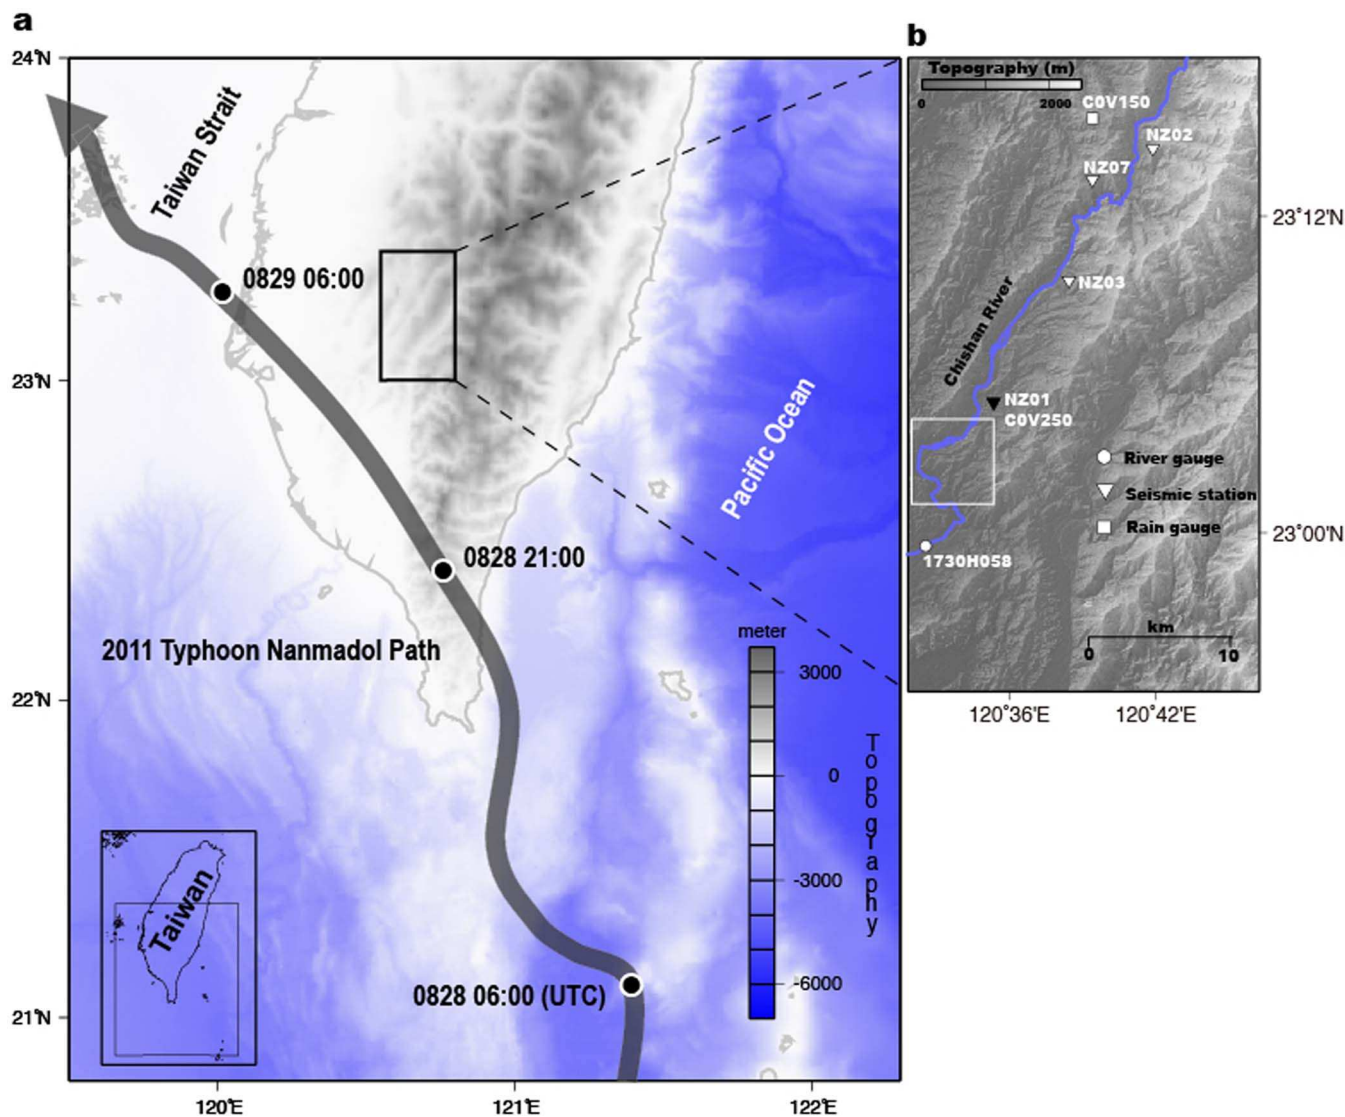 a
24°N
23°N
22°N
21°N
120°E
121°E
122°E
Taiwan Strait
0829 06:00
Pacific Ocean
0828 21:00
2011 Typhoon Nanmadol Path
0828 06:00 (UTC)
meter
3000
0
-3000
-6000
Topography
Taiwan
b
Topography (m)
0 2000
C0V150
NZ02
NZ07
NZ03
Chishan River
NZ01
C0V250
River gauge
Seismic station
Rain gauge
1730H058
km
0 10
23°12'N
23°00'N
120°36'E
120°42'E